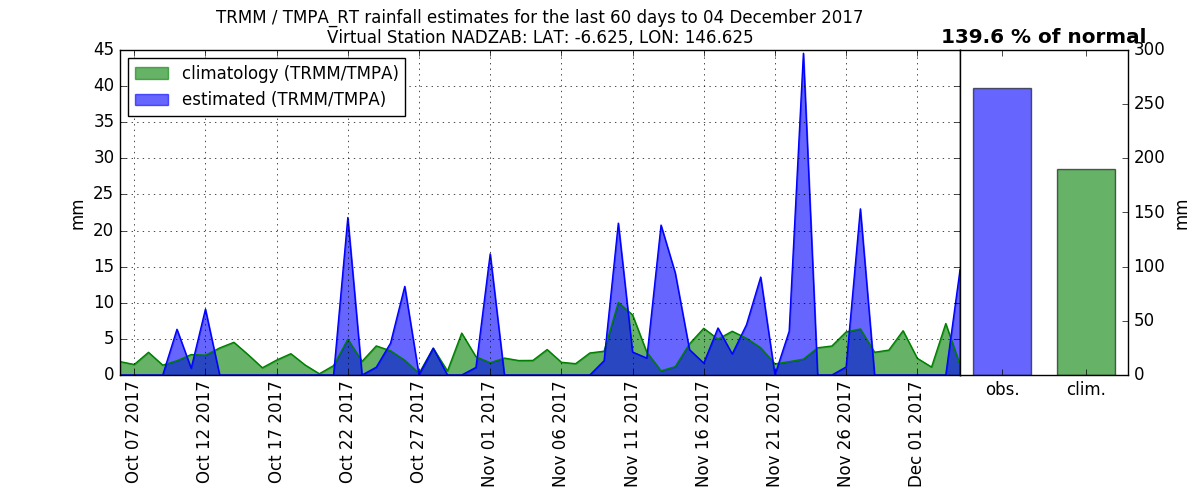 TRMM / TMPA_RT rainfall estimates for the last 60 days to 04 December 2017
Virtual Station NADZAB: LAT: -6.625, LON: 146.625
139.6 % of normal
climatology (TRMM/TMPA)
estimated (TRMM/TMPA)
mm
45
40
35
30
25
20
15
10
5
0
Oct 07 2017
Oct 12 2017
Oct 17 2017
Oct 22 2017
Oct 27 2017
Nov 01 2017
Nov 06 2017
Nov 11 2017
Nov 16 2017
Nov 21 2017
Nov 26 2017
Dec 01 2017
obs.
clim.
300
250
200
150
100
50
0
mm